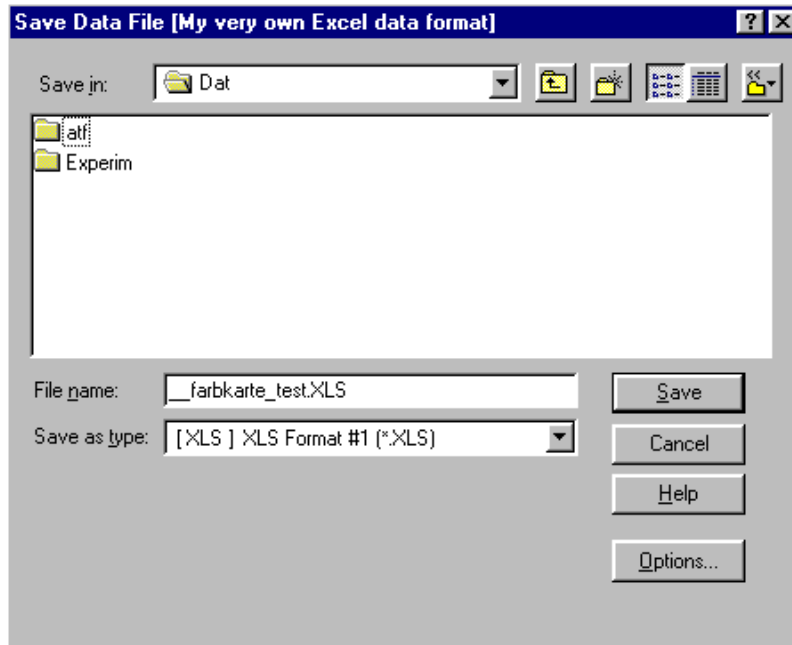 Save Data File [My very own Excel data format]
Save in: Dat
atf
Experim
File name: __farbkarte_test.XLS Save
Save as type: [ XLS ] XLS Format #1 (*.XLS)
Cancel
Help
Options...